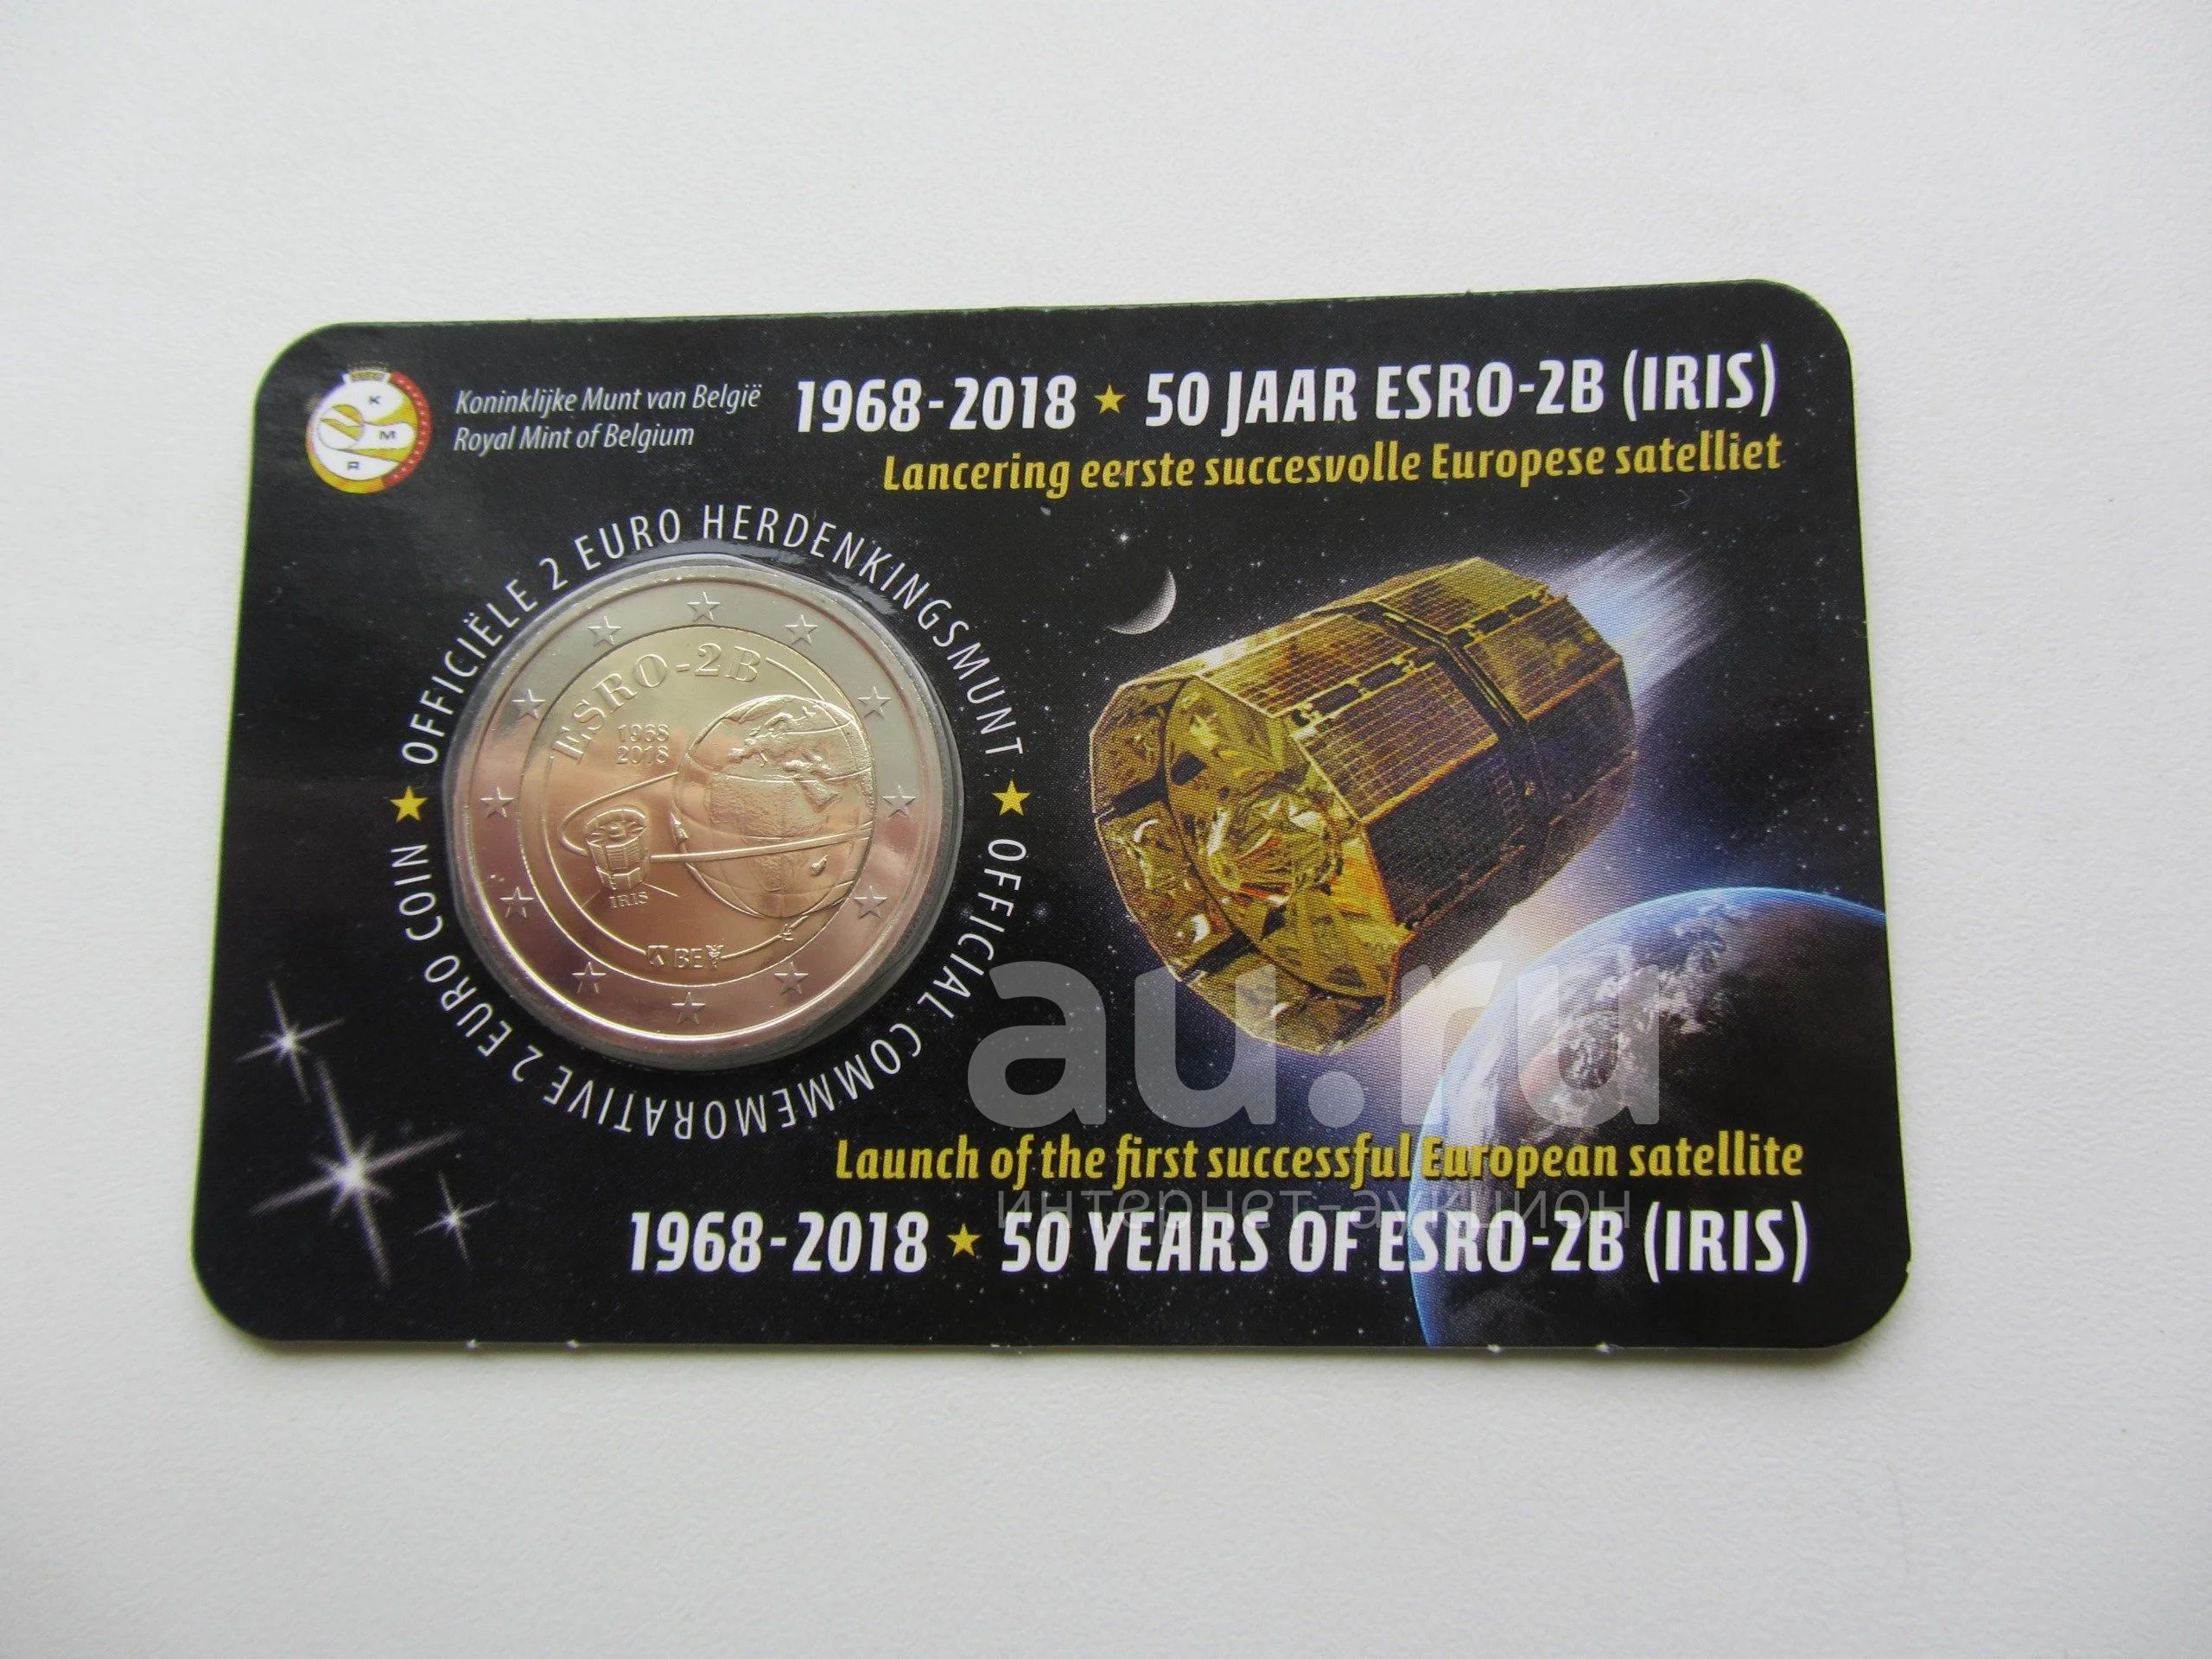 K
M
R
Koninklijke Munt van België
Royal Mint of Belgium
1968-2018 ★ 50 JAAR ESRO-2B (IRIS)
Lancering eerste succesvolle Europese satelliet
★ OFFICIËLE 2 EURO HERDENKINGSMUNT ★ OFFICIAL COMMEMORATIVE 2 EURO COIN
ESRO-2B
1968
2018
IRIS
BE
au.ru
интернет-аукцион
Launch of the first successful European satellite
1968-2018 ★ 50 YEARS OF ESRO-2B (IRIS)